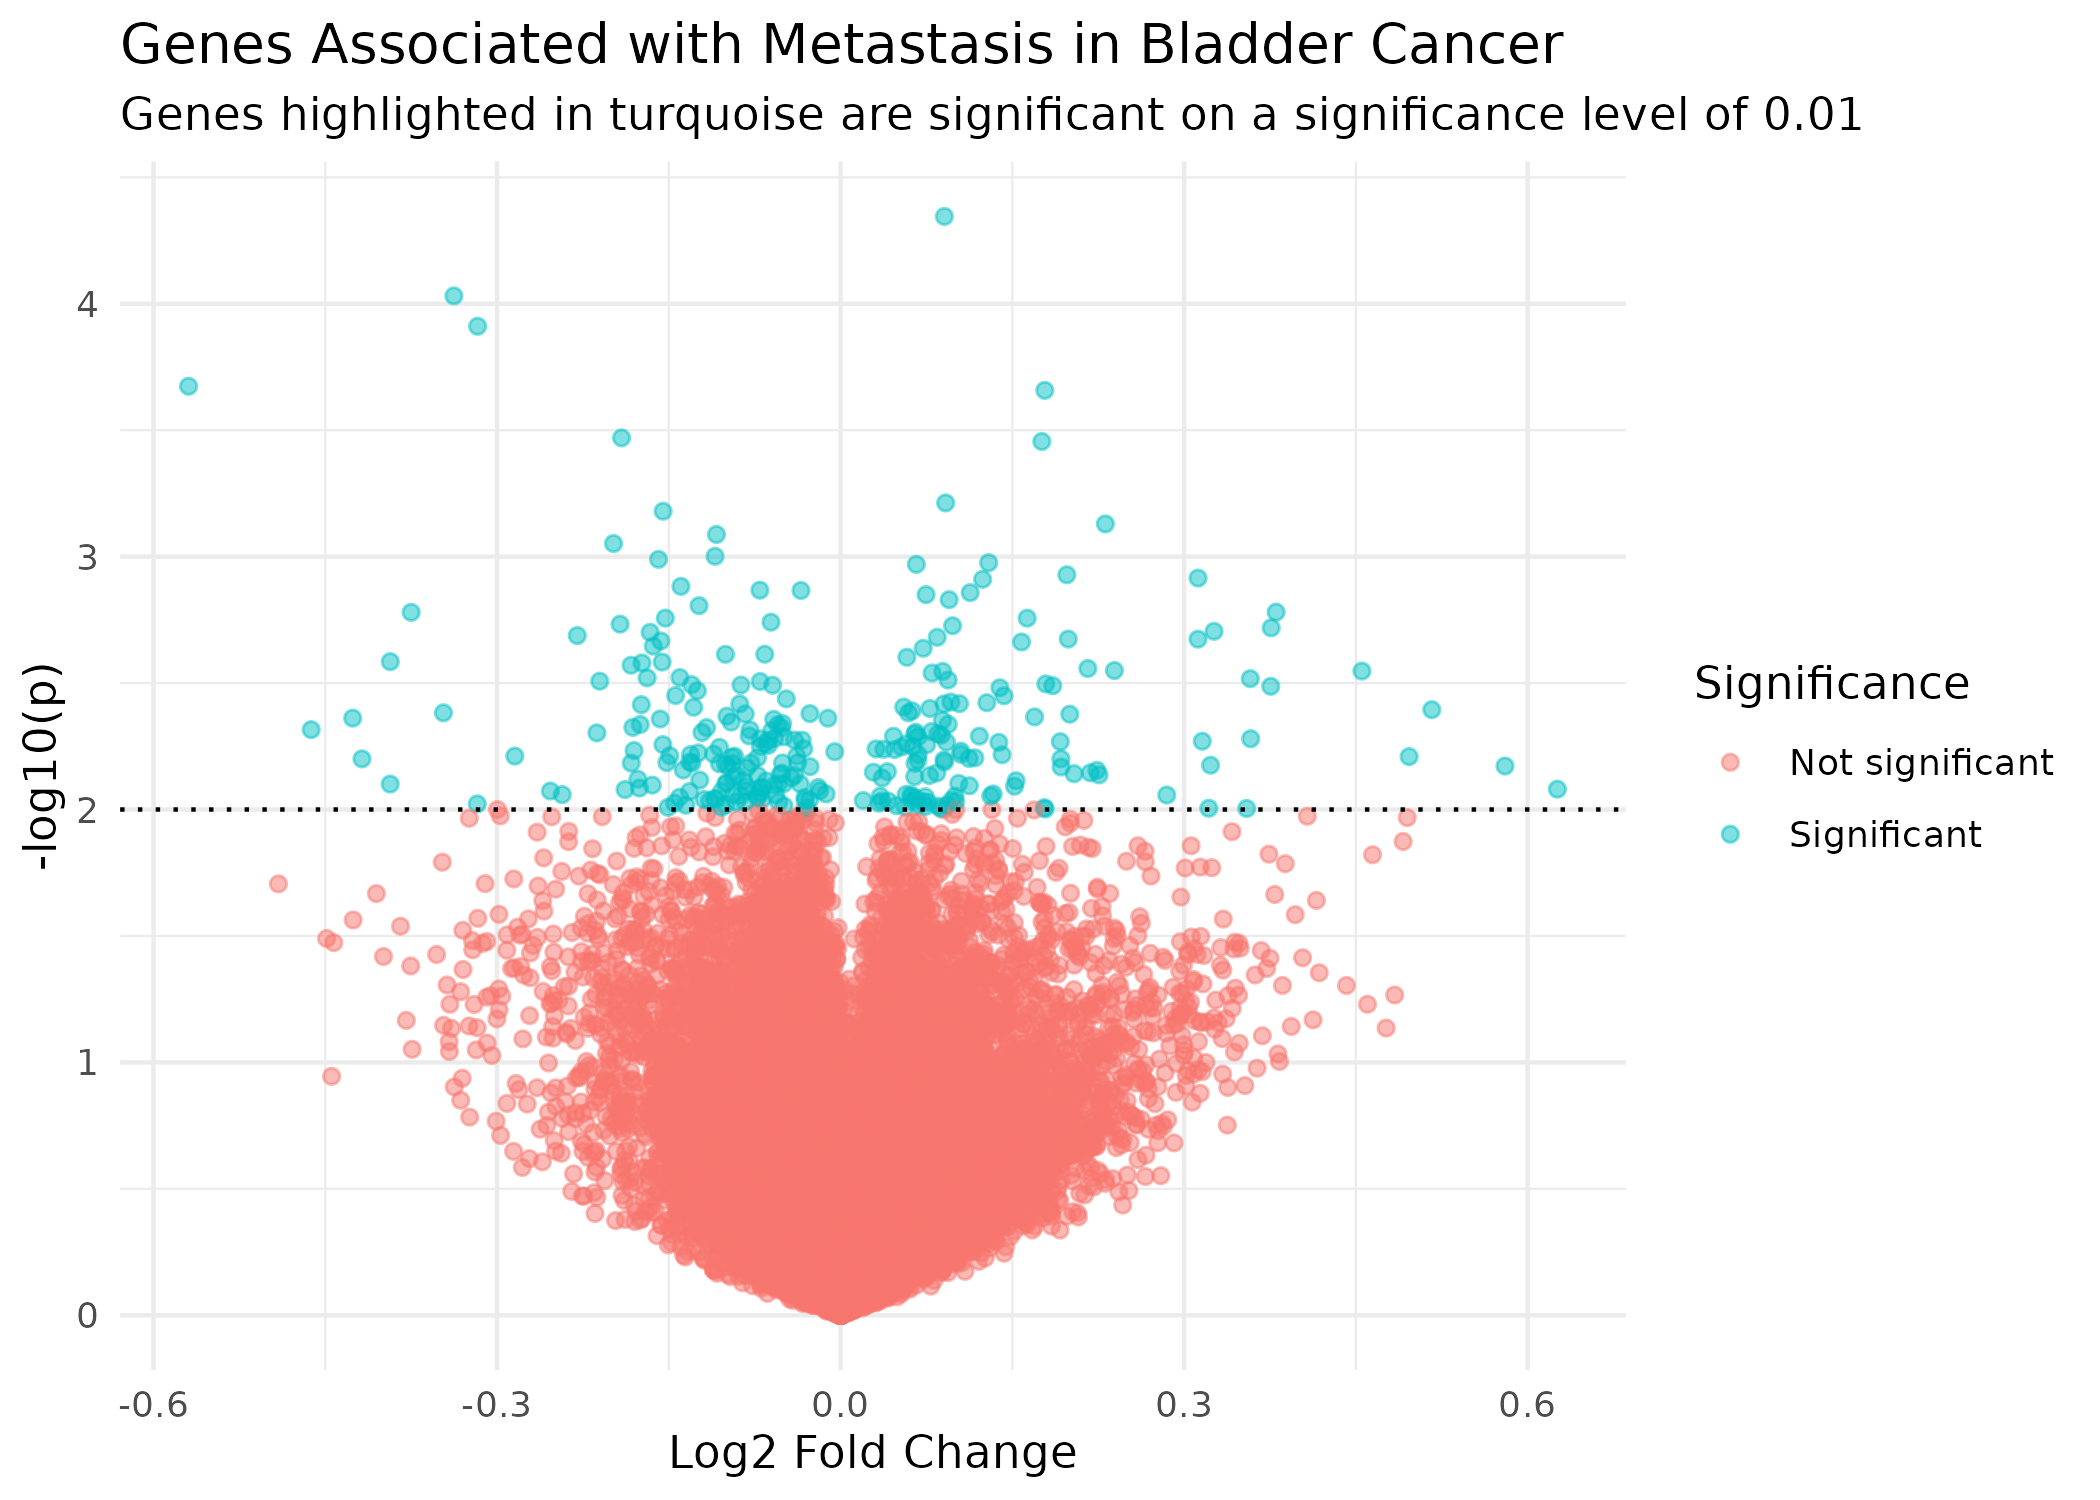 Genes Associated with Metastasis in Bladder Cancer
Genes highlighted in turquoise are significant on a significance level of 0.01
-log10(p)
4
3
2
1
0
-0.6
-0.3
0.0
0.3
0.6
Log2 Fold Change
Significance
Not significant
Significant